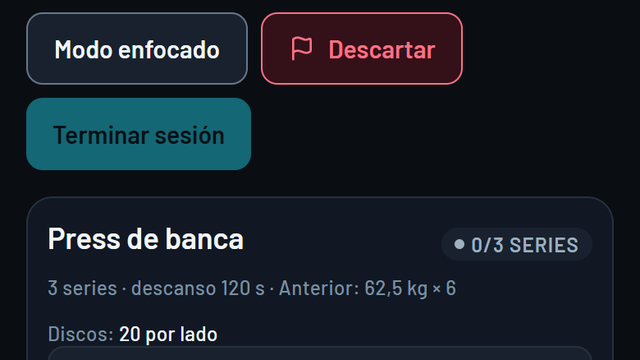 Modo enfocado
Descartar
Terminar sesión
Press de banca
0/3 SERIES
3 series · descanso 120 s · Anterior: 62,5 kg × 6
Discos: 20 por lado